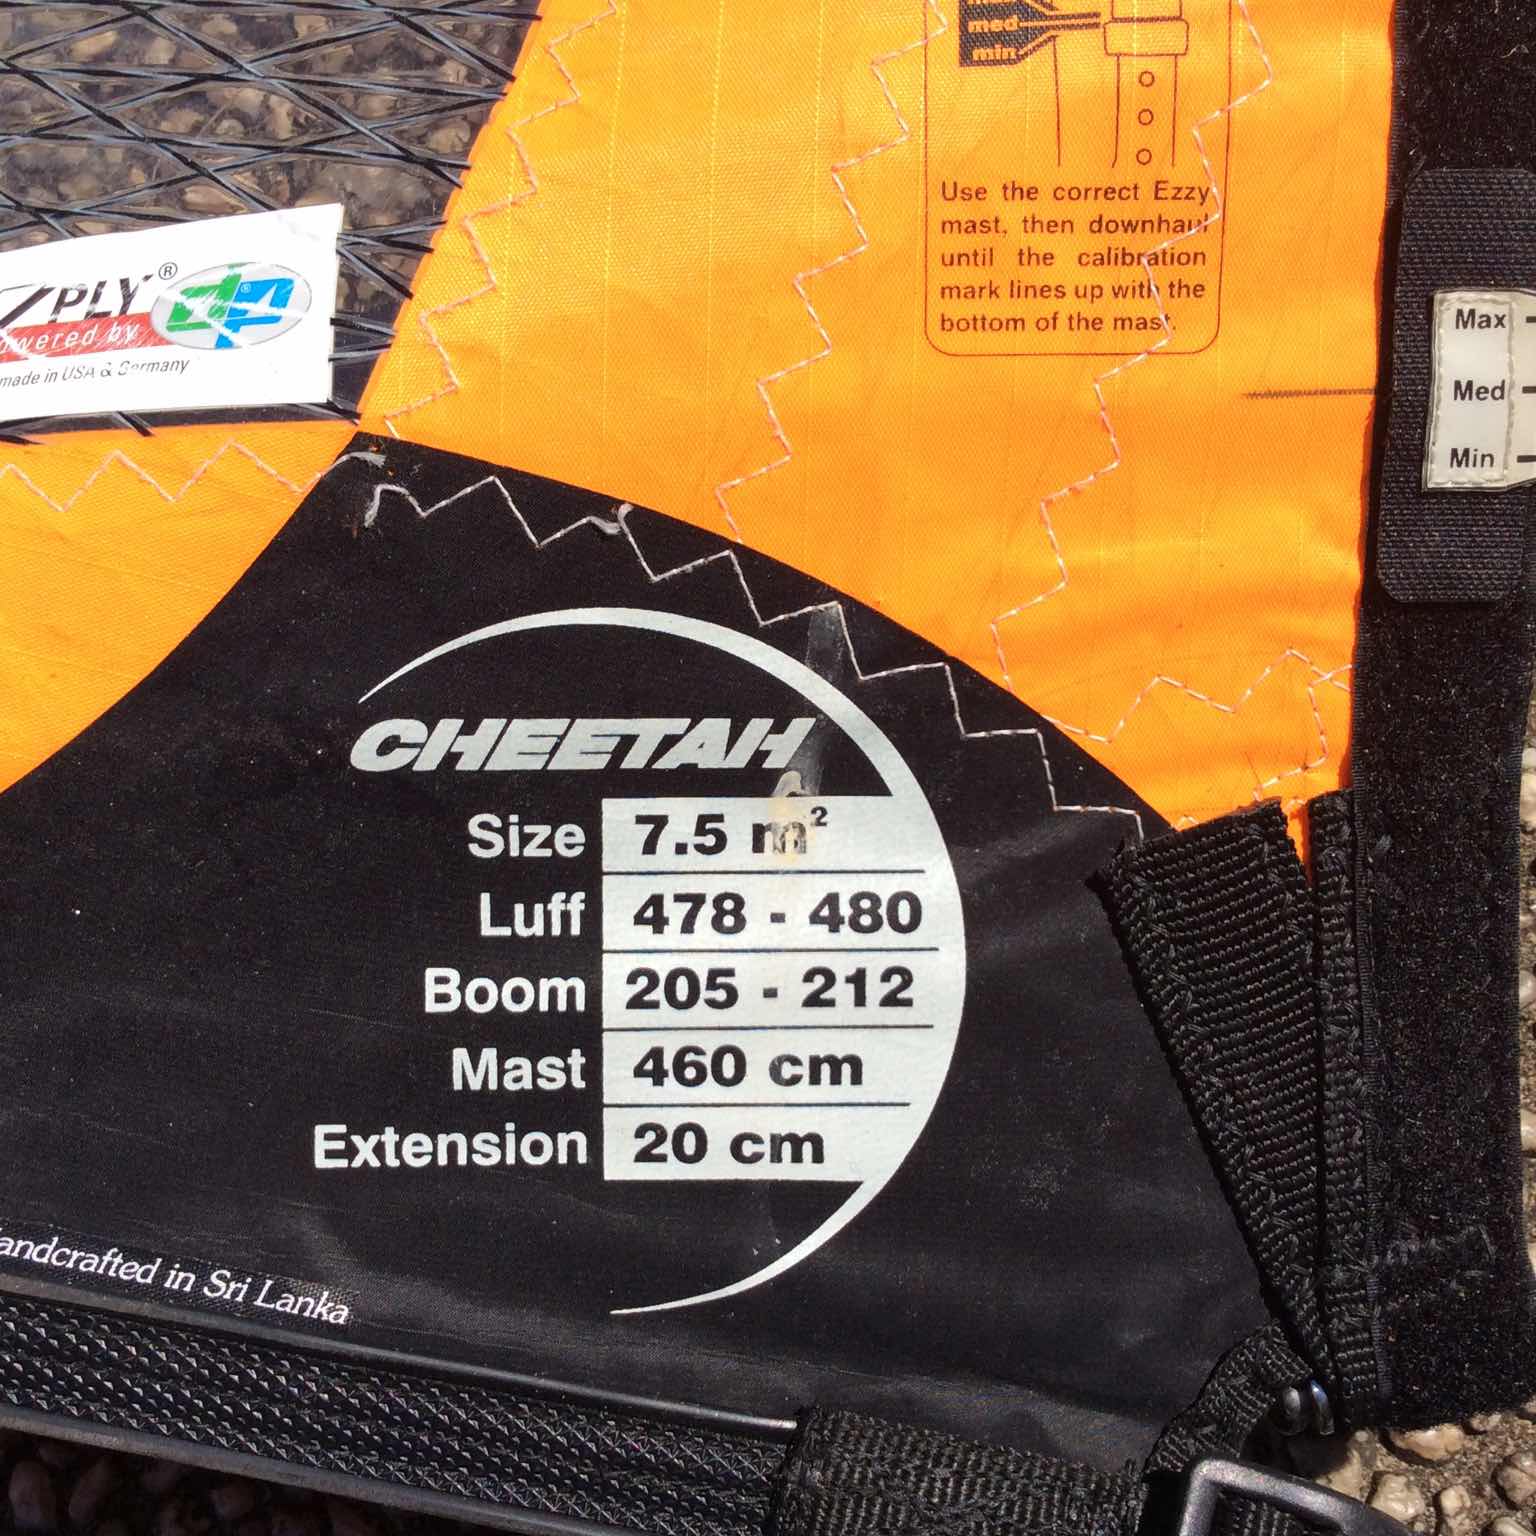 med
min
Use the correct Ezzy
mast, then downhaul
until the calibration
mark lines up with the
bottom of the mast.
Max
Med
Min
PLY®
powered by
made in USA & Germany
CHEETAH
Size 7.5 m²
Luff 478 - 480
Boom 205 - 212
Mast 460 cm
Extension 20 cm
andcrafted in Sri Lanka